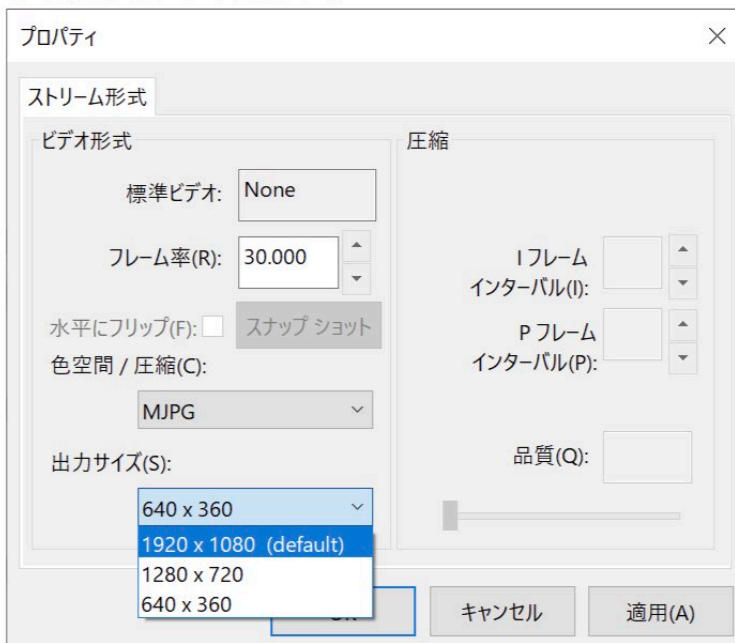 プロパティ
ストリーム形式
ビデオ形式
標準ビデオ: None
フレーム率(R): 30.000
水平にフリップ(F): スナップ ショット
色空間 / 圧縮(C):
MJPG
出力サイズ(S):
640 x 360
1920 x 1080 (default)
1280 x 720
640 x 360
圧縮
I フレーム
インターバル(I):
P フレーム
インターバル(P):
品質(Q):
キャンセル
適用(A)